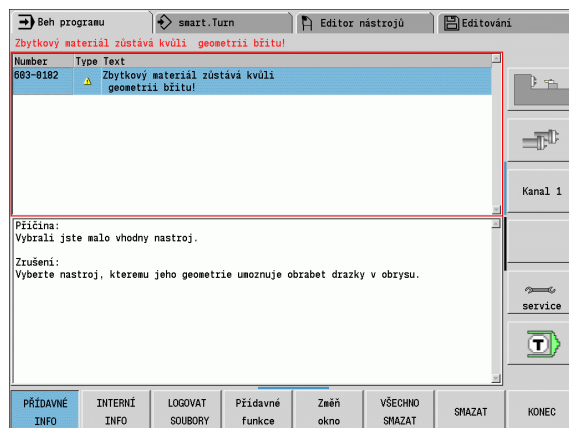 Beh programu
smart.Turn
Editor nástrojů
Editování
Zbytkový materiál zůstává kvůli geometrii břitu!
Number Type Text
603-0182 Zbytkový materiál zůstává kvůli
geometrii břitu!
Kanal 1
Příčina:
Vybrali jste malo vhodny nastroj.
Zrušení:
Vyberte nastroj, kteremu jeho geometrie umoznuje obrabet drazky v obrysu.
service
T
PŘÍDAVNÉ
INFO
INTERNÍ
INFO
LOGOVAT
SOUBORY
Přídavné
funkce
Změň
okno
VŠECHNO
SMAZAT
SMAZAT
KONEC